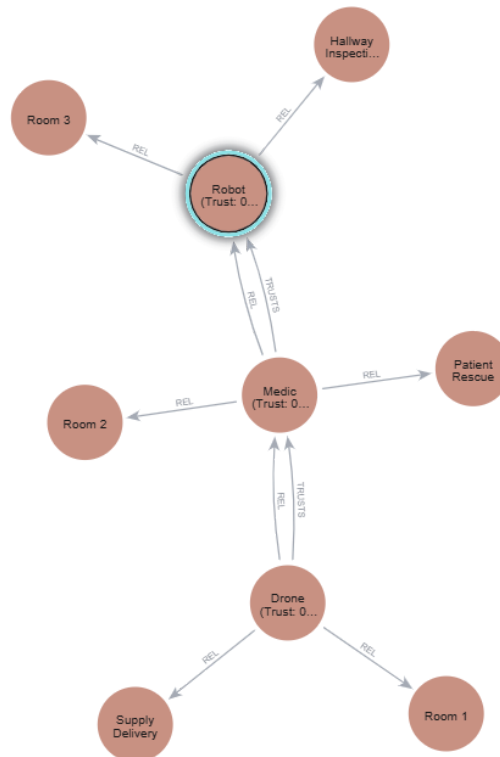 Hallway
Inspecti...
Room 3
REL
REL
Robot
(Trust: 0...
REL
TRUSTS
Patient
Rescue
REL
Medic
(Trust: 0...
REL
Room 2
REL
TRUSTS
Drone
(Trust: 0...
REL
REL
Supply
Delivery
Room 1